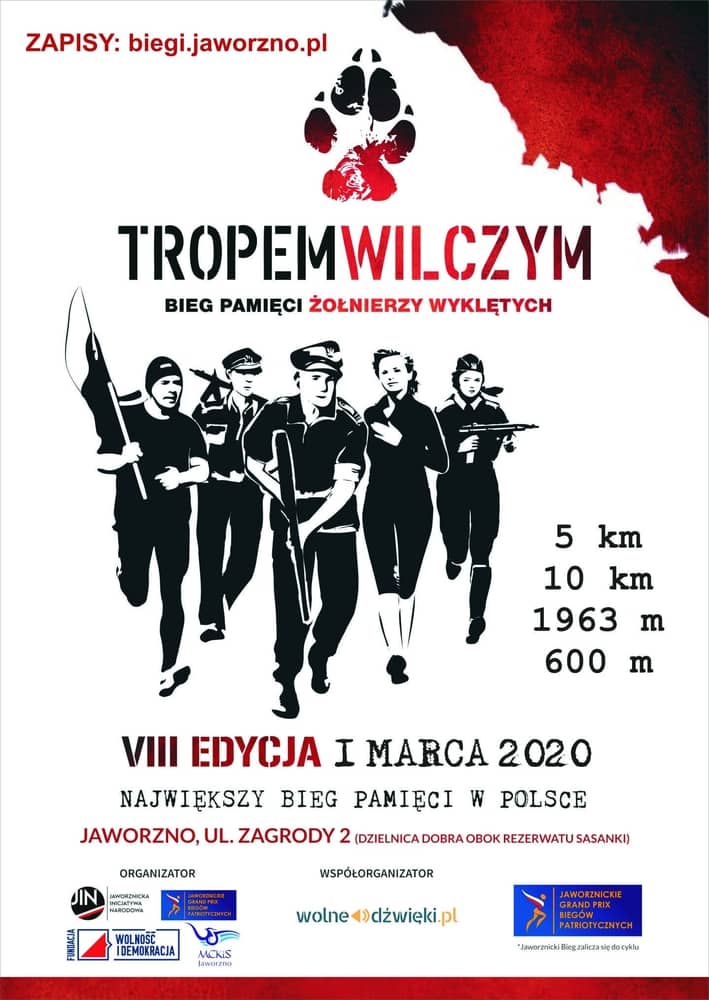 ZAPISY: biegi.jaworzno.pl
TROPEMWILCZYM
BIEG PAMIĘCI ŻOŁNIERZY WYKLĘTYCH
5 km
10 km
1963 m
600 m
VIII EDYCJA 1 MARCA 2020
NAJWIĘKSZY BIEG PAMIĘCI W POLSCE
JAWORZNO, UL. ZAGRODY 2 (DZIELNICA DOBRA OBOK REZERWATU SASANKI)
ORGANIZATOR
WSPÓŁORGANIZATOR
JIN
JAWORZNICKA
INICJATYWA
NARODOWA
JAWORZNICKIE
GRAND PRIX
BIEGÓW
PATRIOTYCZNYCH
FUNDACJA
WOLNOŚĆ
I DEMOKRACJA
MCKiS
Jaworzno
wolne dźwięki.pl
JAWORZNICKIE
GRAND PRIX
BIEGÓW
PATRIOTYCZNYCH
*Jaworznicki Bieg zalicza się do cyklu